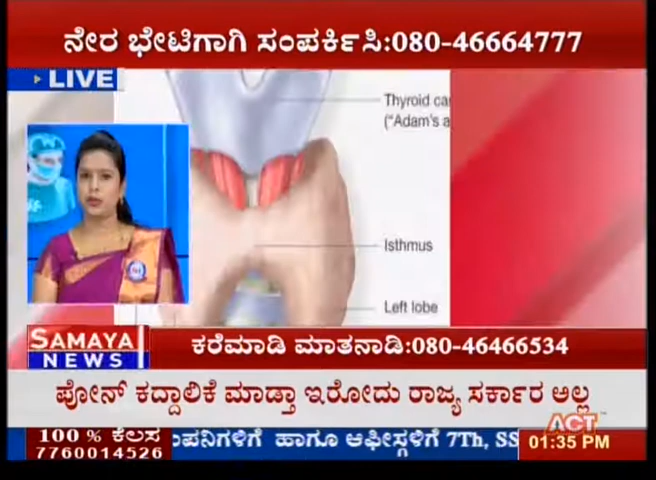 ನೇರ ಭೇಟಿಗಾಗಿ ಸಂಪರ್ಕಿಸಿ:080-46664777
LIVE
Thyroid ca
("Adam's a
Isthmus
Left lobe
SAMAYA
NEWS
ಕರೆಮಾಡಿ ಮಾತನಾಡಿ:080-46466534
ಫೋನ್ ಕದ್ದಾಲಿಕೆ ಮಾಡ್ತಾ ಇರೋದು ರಾಜ್ಯ ಸರ್ಕಾರ ಅಲ್ಲ
ACT
100 % ಕೆಲಸ
7760014526
ಂಪನಿಗಳಿಗೆ ಹಾಗೂ ಆಫೀಸ್ಗಳಿಗೆ 7Th, SS
01:35 PM